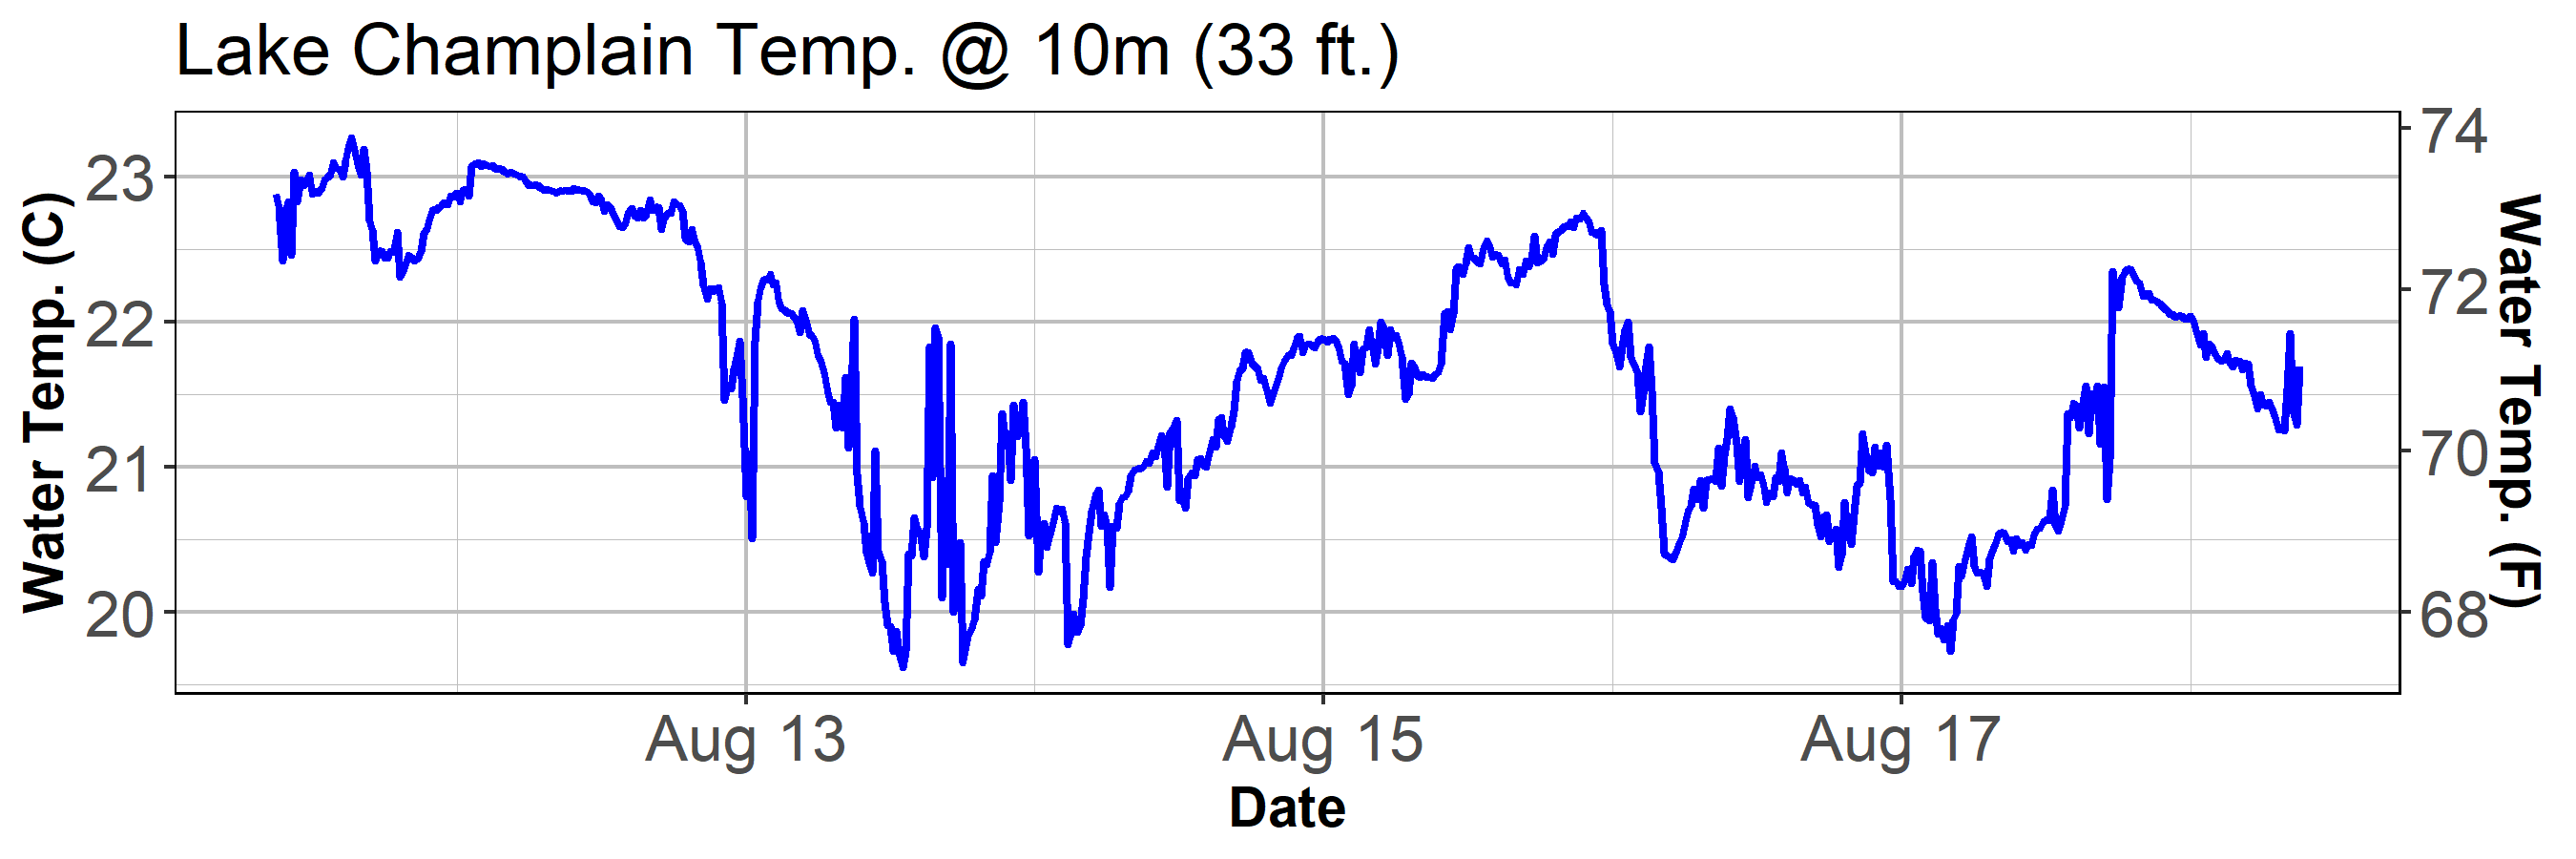 Lake Champlain Temp. @ 10m (33 ft.)
Water Temp. (C)
23
22
21
20
74
72
70
68
Water Temp. (F)
Aug 13
Aug 15
Aug 17
Date